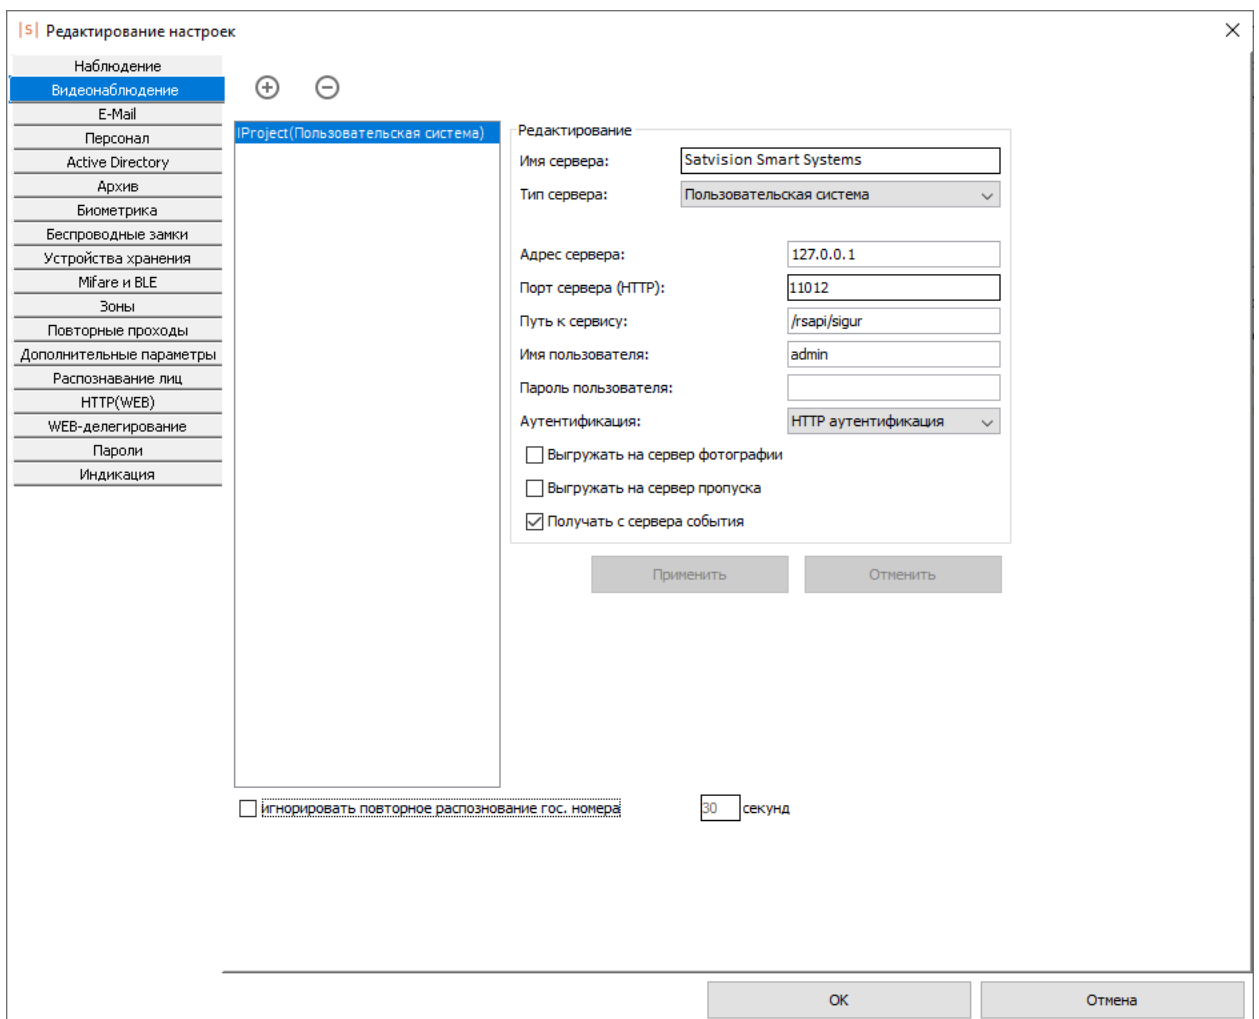 |S| Редактирование настроек
Наблюдение
Видеонаблюдение
E-Mail
Персонал
Active Directory
Архив
Биометрика
Беспроводные замки
Устройства хранения
Mifare и BLE
Зоны
Повторные проходы
Дополнительные параметры
Распознавание лиц
HTTP(WEB)
WEB-делегирование
Пароли
Индикация
IProject(Пользовательская система)
Редактирование
Имя сервера: Satvision Smart Systems
Тип сервера: Пользовательская система
Адрес сервера: 127.0.0.1
Порт сервера (HTTP): 11012
Путь к сервису: /rsapi/sigur
Имя пользователя: admin
Пароль пользователя:
Аутентификация: HTTP аутентификация
Выгружать на сервер фотографии
Выгружать на сервер пропуска
Получать с сервера события
Применить Отменить
игнорировать повторное распознование гос. номера 30 секунд
OK Отмена